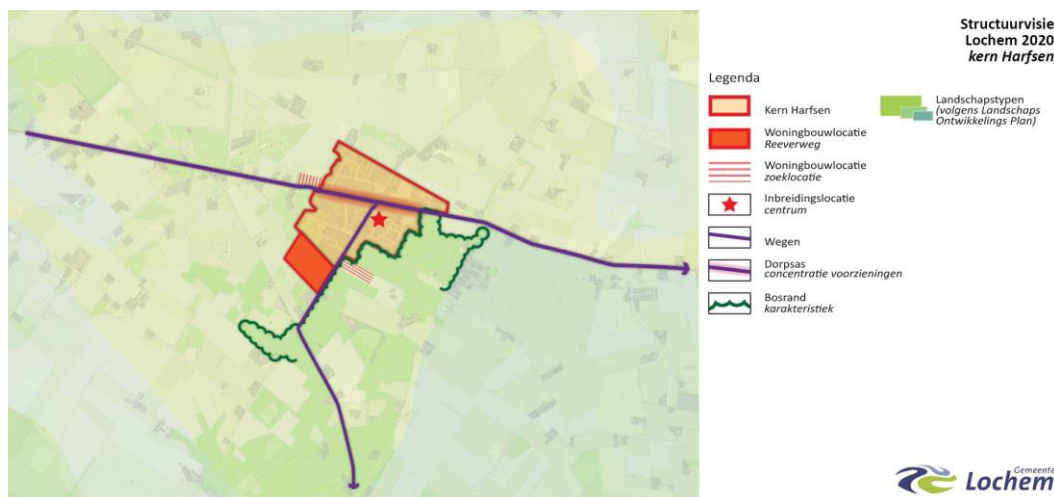 Structuurvisie
Lochem 2020
kern Harfsen
Legenda
Kern Harfsen
Woningbouwlocatie
Reeverweg
Woningbouwlocatie
zoeklocatie
Inbreidingslocatie
centrum
Wegen
Dorpsas
concentratie voorzieningen
Bosrand
karakteristiek
Landschapstypen
(volgens Landschaps
Ontwikkelings Plan)
Gemeente
Lochem